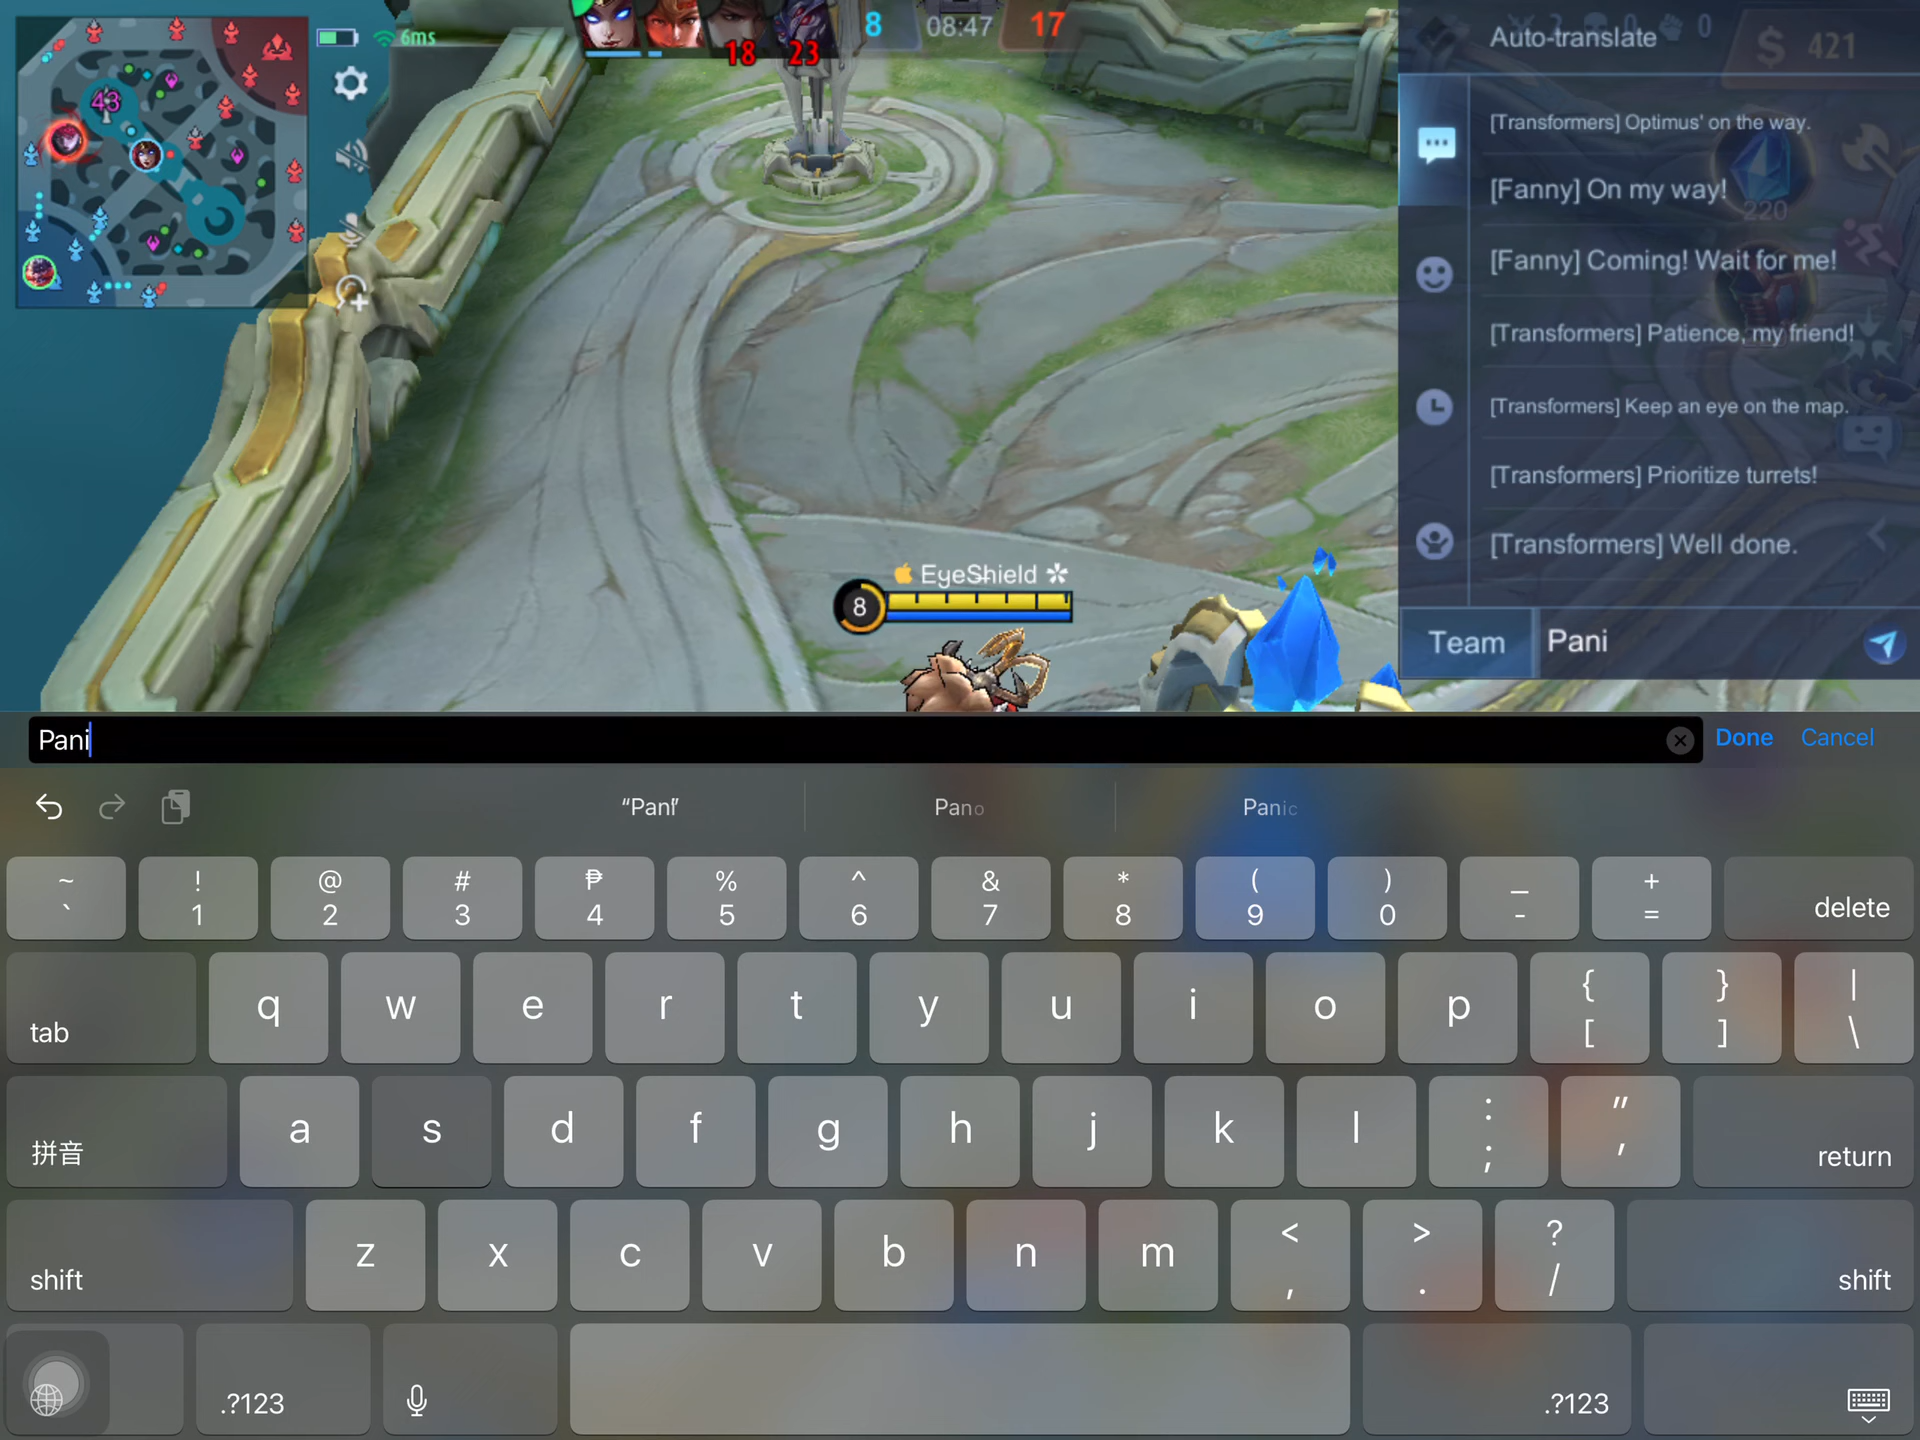 6ms
18
23
8
08:47
17
43
Auto-translate
2
0
0
$ 421
[Transformers] Optimus' on the way.
[Fanny] On my way!
220
[Fanny] Coming! Wait for me!
[Transformers] Patience, my friend!
[Transformers] Keep an eye on the map.
[Transformers] Prioritize turrets!
[Transformers] Well done.
EyeShield
8
Team
Pani
Pani
Done
Cancel
“Pani”
Pano
Panic
~ ! @ # ₱ % ^ & * ( ) _ +
` 1 2 3 4 5 6 7 8 9 0 - = delete
tab q w e r t y u i o p { [ } ] | \
拼音 a s d f g h j k l : ; " ' return
shift z x c v b n m < , > . ? / shift
.?123
.?123